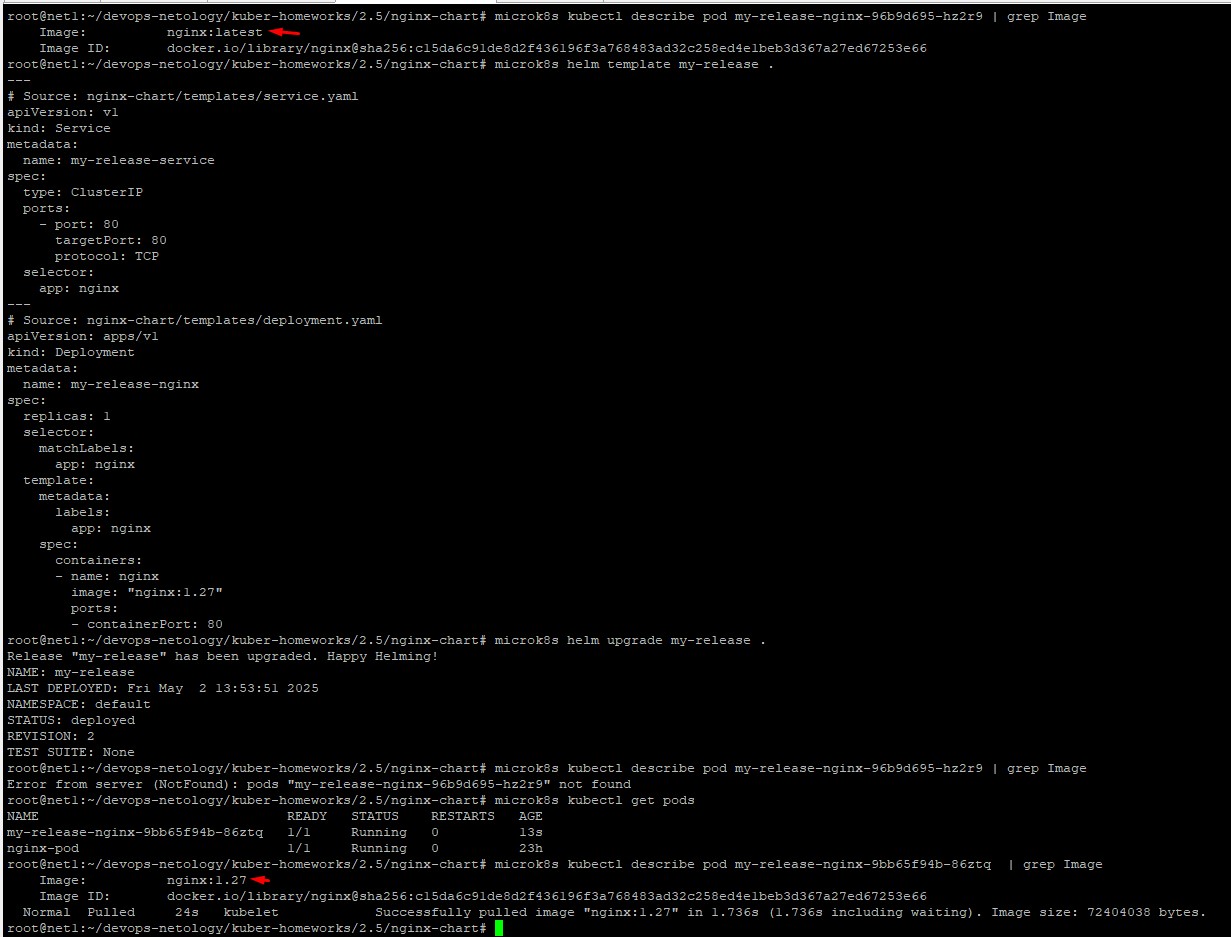 root@net1:~/devops-netology/kuber-homeworks/2.5/nginx-chart# microk8s kubectl describe pod my-release-nginx-96b9d695-hz2r9 | grep Image
    Image:          nginx:latest
    Image ID:       docker.io/library/nginx@sha256:c15da6c91de8d2f436196f3a768483ad32c258ed4e1beb3d367a27ed67253e66
root@net1:~/devops-netology/kuber-homeworks/2.5/nginx-chart# microk8s helm template my-release .
---
# Source: nginx-chart/templates/service.yaml
apiVersion: v1
kind: Service
metadata:
  name: my-release-service
spec:
  type: ClusterIP
  ports:
    - port: 80
      targetPort: 80
      protocol: TCP
  selector:
    app: nginx
---
# Source: nginx-chart/templates/deployment.yaml
apiVersion: apps/v1
kind: Deployment
metadata:
  name: my-release-nginx
spec:
  replicas: 1
  selector:
    matchLabels:
      app: nginx
  template:
    metadata:
      labels:
        app: nginx
    spec:
      containers:
      - name: nginx
        image: "nginx:1.27"
        ports:
        - containerPort: 80
root@net1:~/devops-netology/kuber-homeworks/2.5/nginx-chart# microk8s helm upgrade my-release .
Release "my-release" has been upgraded. Happy Helming!
NAME: my-release
LAST DEPLOYED: Fri May  2 13:53:51 2025
NAMESPACE: default
STATUS: deployed
REVISION: 2
TEST SUITE: None
root@net1:~/devops-netology/kuber-homeworks/2.5/nginx-chart# microk8s kubectl describe pod my-release-nginx-96b9d695-hz2r9 | grep Image
Error from server (NotFound): pods "my-release-nginx-96b9d695-hz2r9" not found
root@net1:~/devops-netology/kuber-homeworks/2.5/nginx-chart# microk8s kubectl get pods
NAME                               READY   STATUS    RESTARTS   AGE
my-release-nginx-9bb65f94b-86ztq   1/1     Running   0          13s
nginx-pod                          1/1     Running   0          23h
root@net1:~/devops-netology/kuber-homeworks/2.5/nginx-chart# microk8s kubectl describe pod my-release-nginx-9bb65f94b-86ztq  | grep Image
    Image:          nginx:1.27
    Image ID:       docker.io/library/nginx@sha256:c15da6c91de8d2f436196f3a768483ad32c258ed4e1beb3d367a27ed67253e66
  Normal  Pulled     24s   kubelet            Successfully pulled image "nginx:1.27" in 1.736s (1.736s including waiting). Image size: 72404038 bytes.
root@net1:~/devops-netology/kuber-homeworks/2.5/nginx-chart#